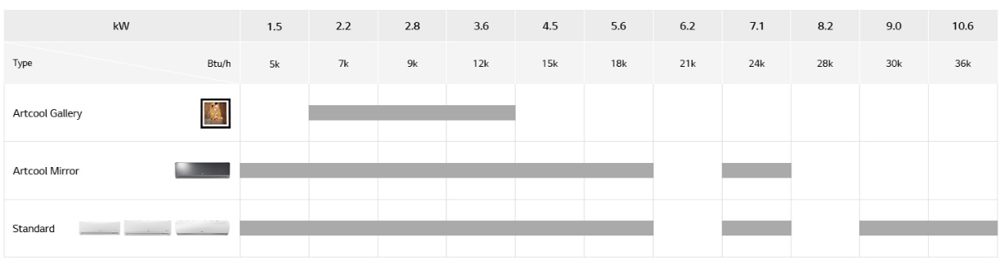 kW 1.5 2.2 2.8 3.6 4.5 5.6 6.2 7.1 8.2 9.0 10.6
Type Btu/h 5k 7k 9k 12k 15k 18k 21k 24k 28k 30k 36k
Artcool Gallery
Artcool Mirror
Standard